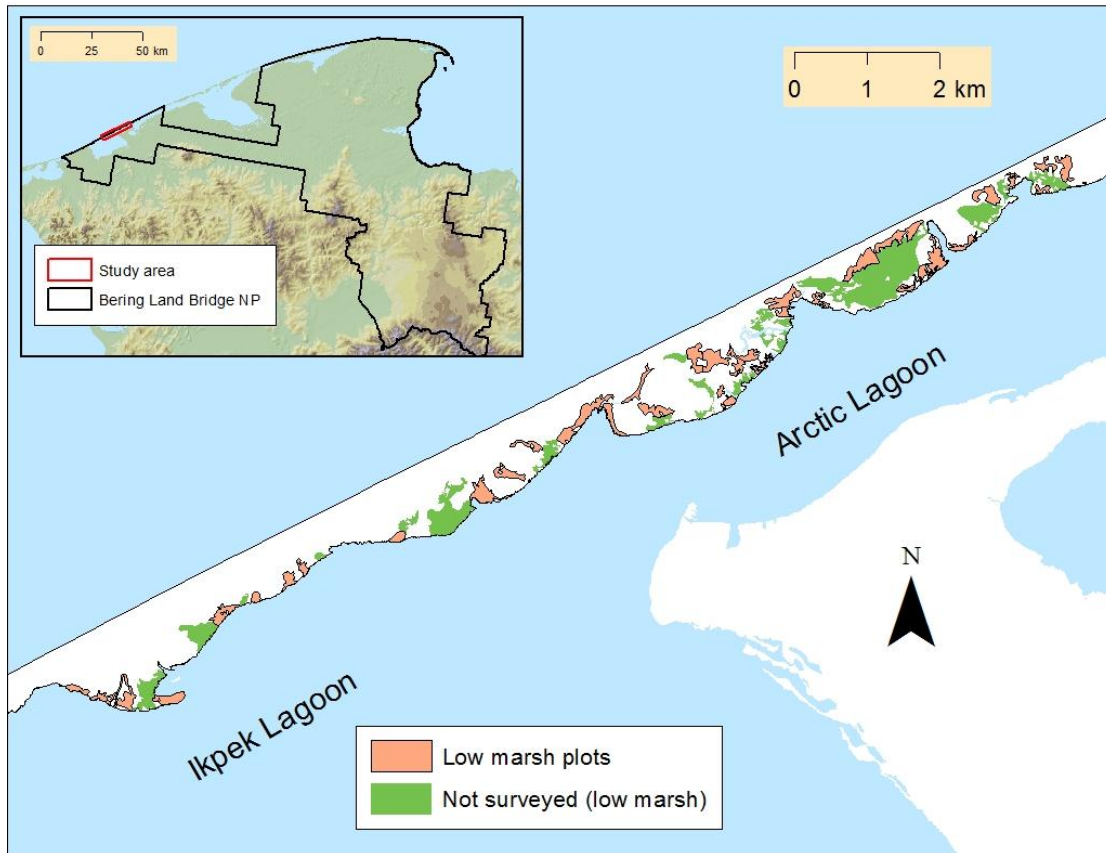 0 25 50 km
Study area
Bering Land Bridge NP
0 1 2 km
Arctic Lagoon
Ikpek Lagoon
N
Low marsh plots
Not surveyed (low marsh)